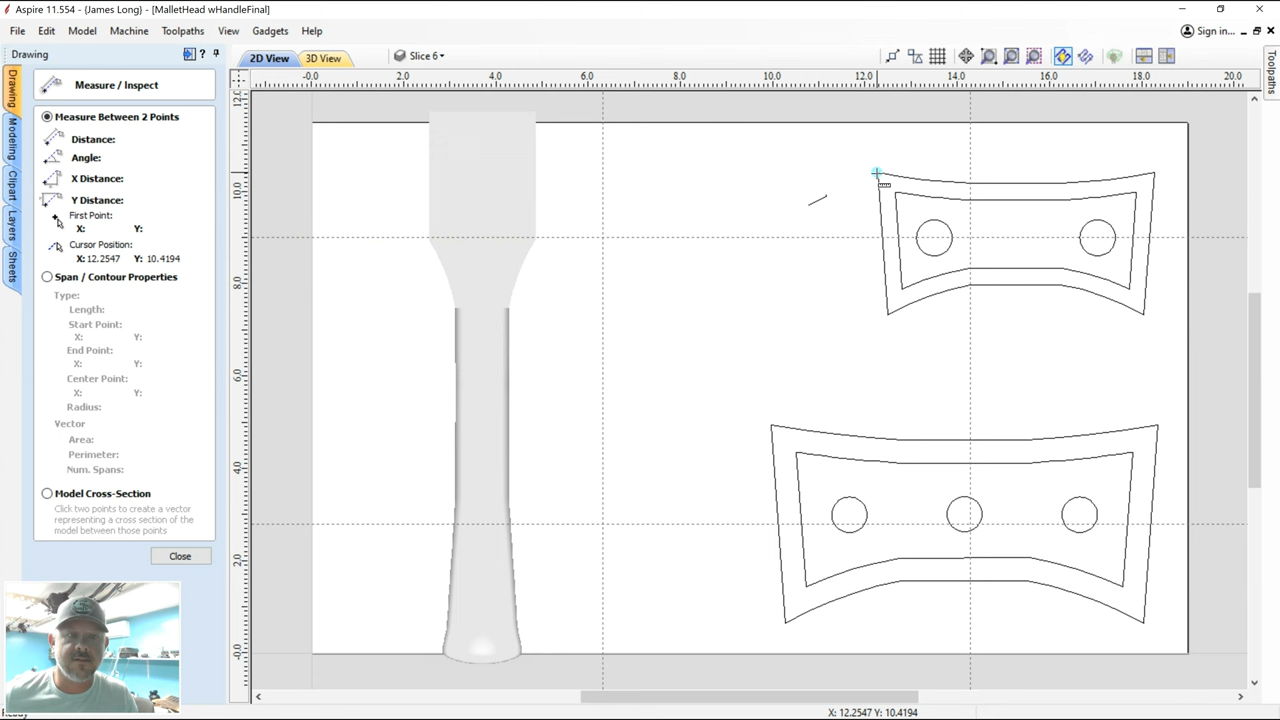 Aspire 11.554 - {James Long} - [MalletHead wHandleFinal]
File Edit Model Machine Toolpaths View Gadgets Help
Sign in...
Drawing
2D View 3D View Slice 6
-0.0 2.0 4.0 6.0 8.0 10.0 12.0 14.0 16.0 18.0 20.0
Drawing
Modeling
Clipart
Layers
Sheets
Toolpaths
Measure / Inspect
Measure Between 2 Points
Distance:
Angle:
X Distance:
Y Distance:
First Point:
X: Y:
Cursor Position:
X: 12.2547 Y: 10.4194
Span / Contour Properties
Type:
Length:
Start Point:
X: Y:
End Point:
X: Y:
Center Point:
X: Y:
Radius:
Vector
Area:
Perimeter:
Num. Spans:
Model Cross-Section
Click two points to create a vector
representing a cross section of the
model between those points
Close
10.0
8.0
6.0
4.0
2.0
-0.0
X: 12.2547 Y: 10.4194